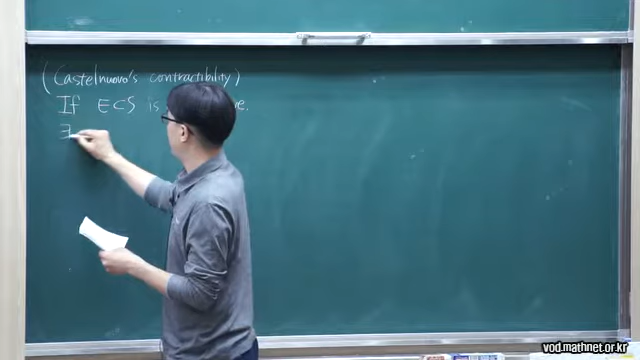 (Castelnuovo's contractibility)
If E⊂S is
∃
vod.mathnet.or.kr